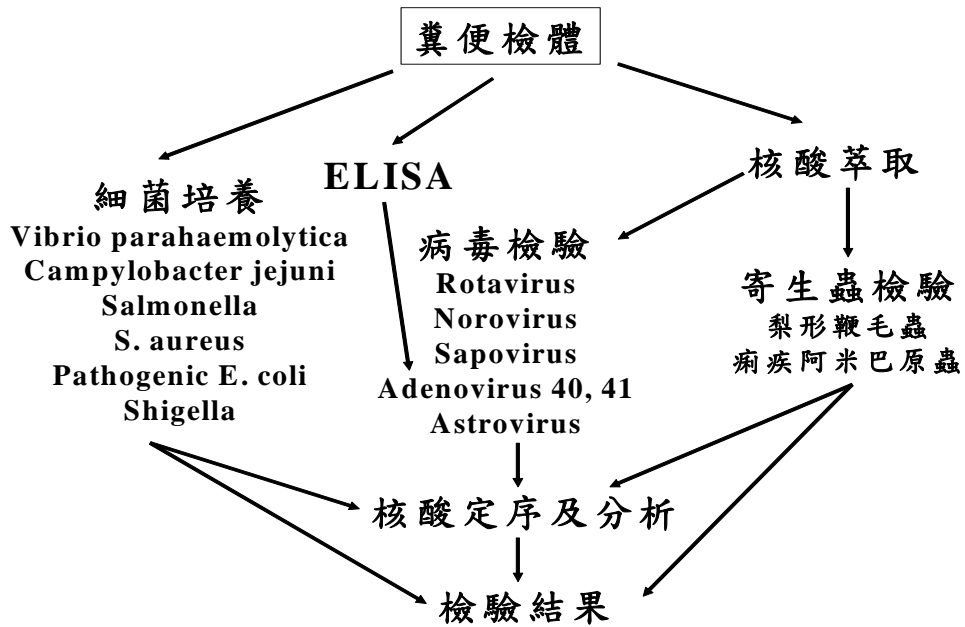 糞便檢體
細菌培養
Vibrio parahaemolytica
Campylobacter jejuni
Salmonella
S. aureus
Pathogenic E. coli
Shigella
ELISA
核酸萃取
病毒檢驗
Rotavirus
Norovirus
Sapovirus
Adenovirus 40, 41
Astrovirus
寄生蟲檢驗
梨形鞭毛蟲
痢疾阿米巴原蟲
核酸定序及分析
檢驗結果